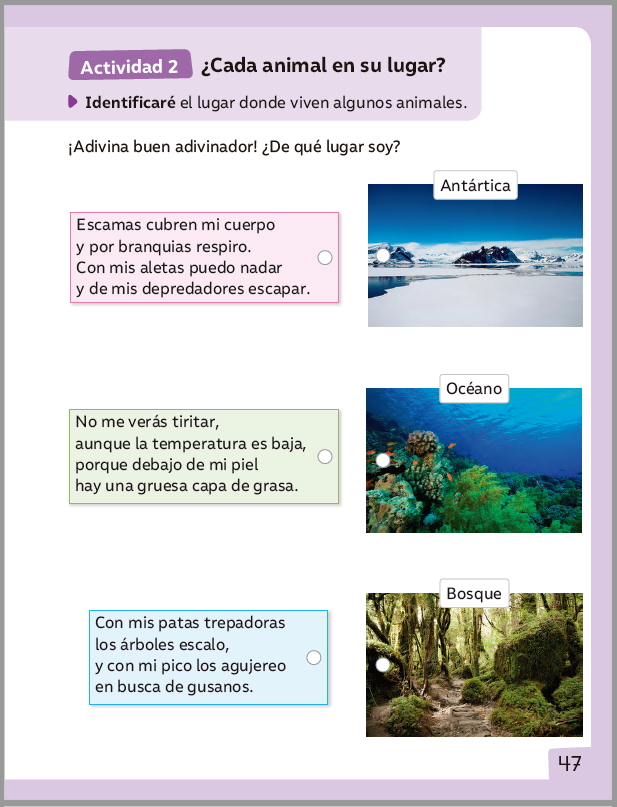 Actividad 2 ¿Cada animal en su lugar?
Identificaré el lugar donde viven algunos animales.
¡Adivina buen adivinador! ¿De qué lugar soy?
Escamas cubren mi cuerpo
y por branquias respiro.
Con mis aletas puedo nadar
y de mis depredadores escapar.
Antártica
No me verás tiritar,
aunque la temperatura es baja,
porque debajo de mi piel
hay una gruesa capa de grasa.
Océano
Con mis patas trepadoras
los árboles escalo,
y con mi pico los agujereo
en busca de gusanos.
Bosque
47